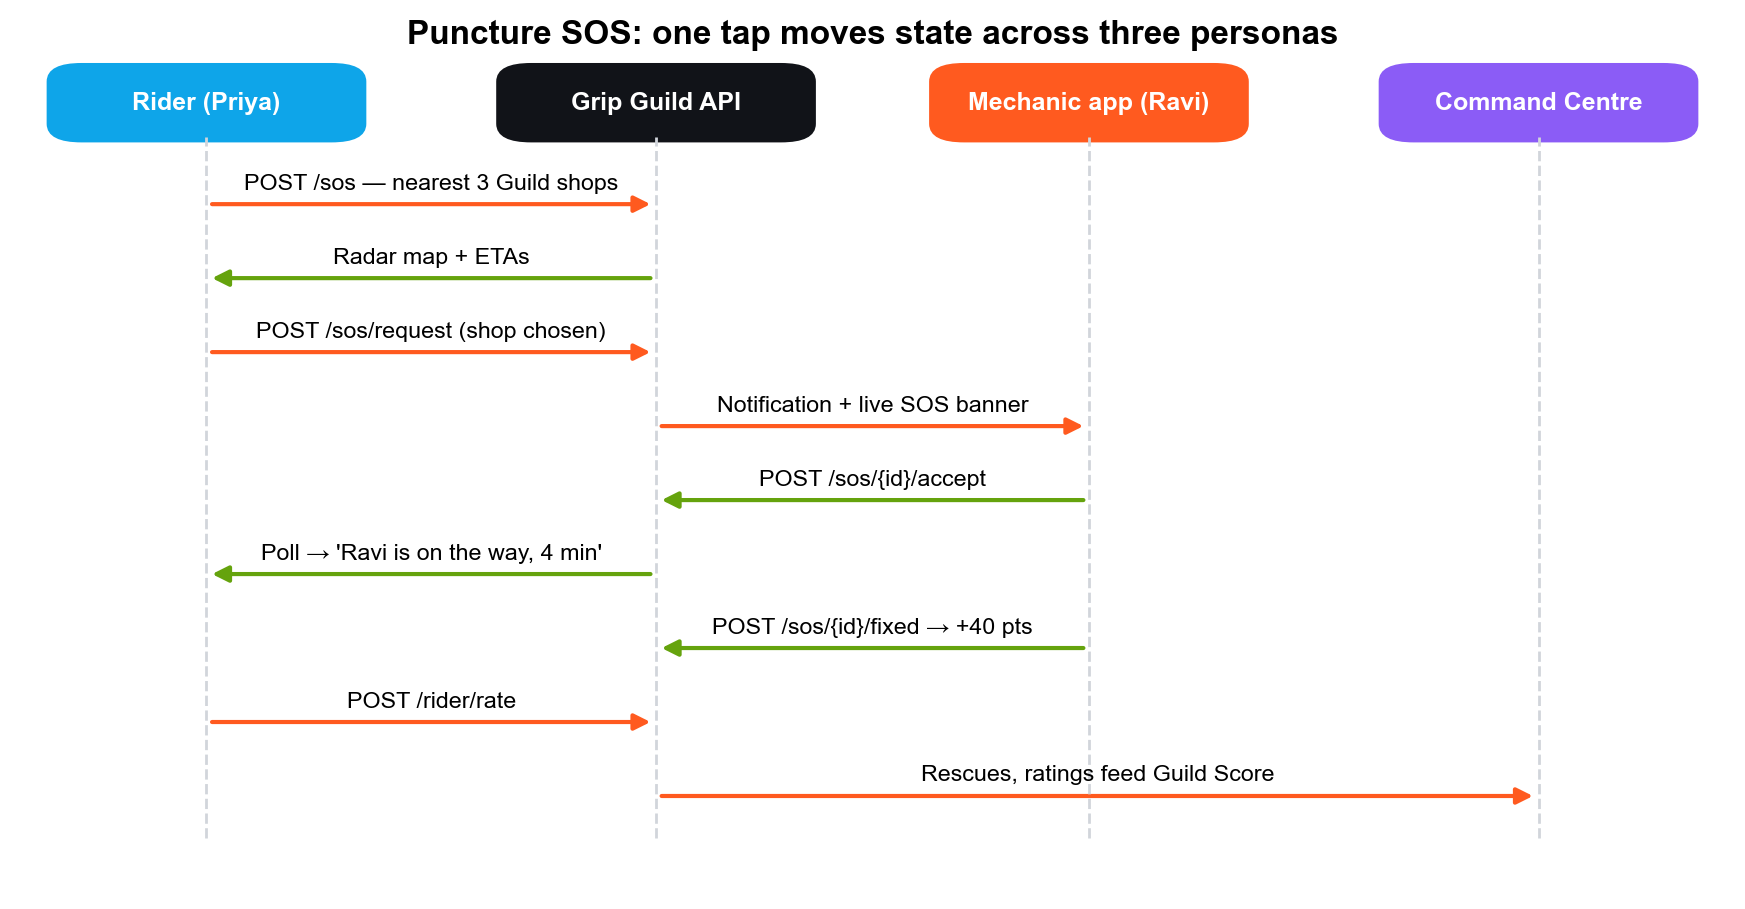 Puncture SOS: one tap moves state across three personas
Rider (Priya)
Grip Guild API
Mechanic app (Ravi)
Command Centre
POST /sos — nearest 3 Guild shops
Radar map + ETAs
POST /sos/request (shop chosen)
Notification + live SOS banner
POST /sos/{id}/accept
Poll → 'Ravi is on the way, 4 min'
POST /sos/{id}/fixed → +40 pts
POST /rider/rate
Rescues, ratings feed Guild Score